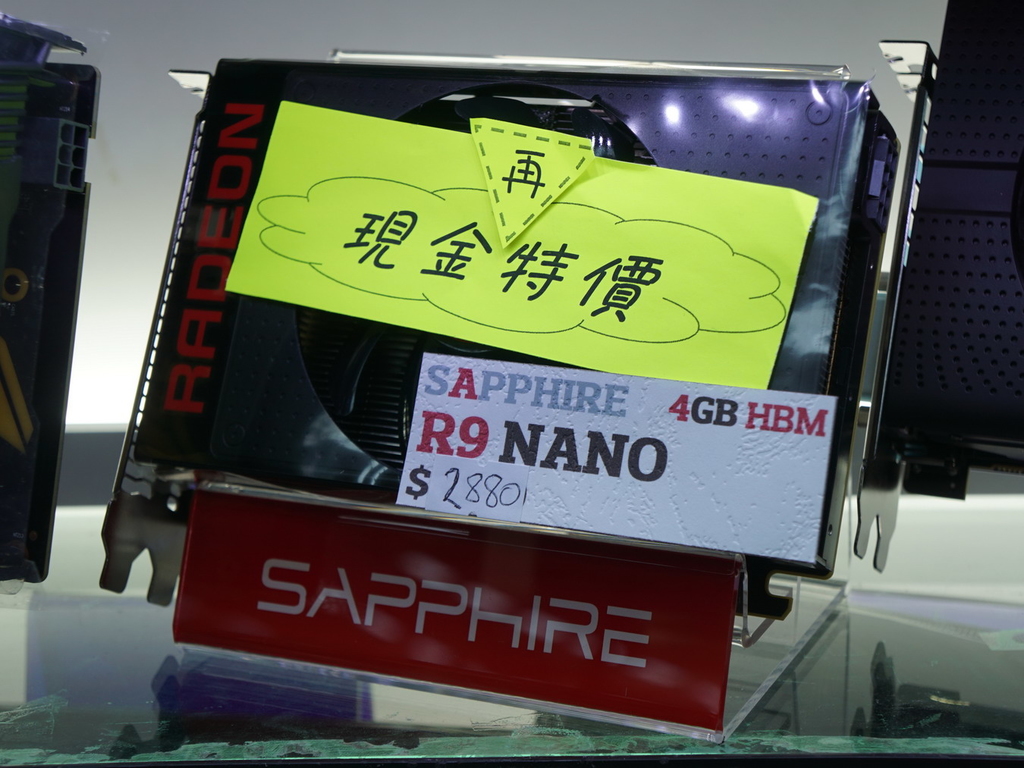 RADEON
再
現金特價
SAPPHIRE 4GB HBM
R9 NANO
$ 2880
SAPPHIRE